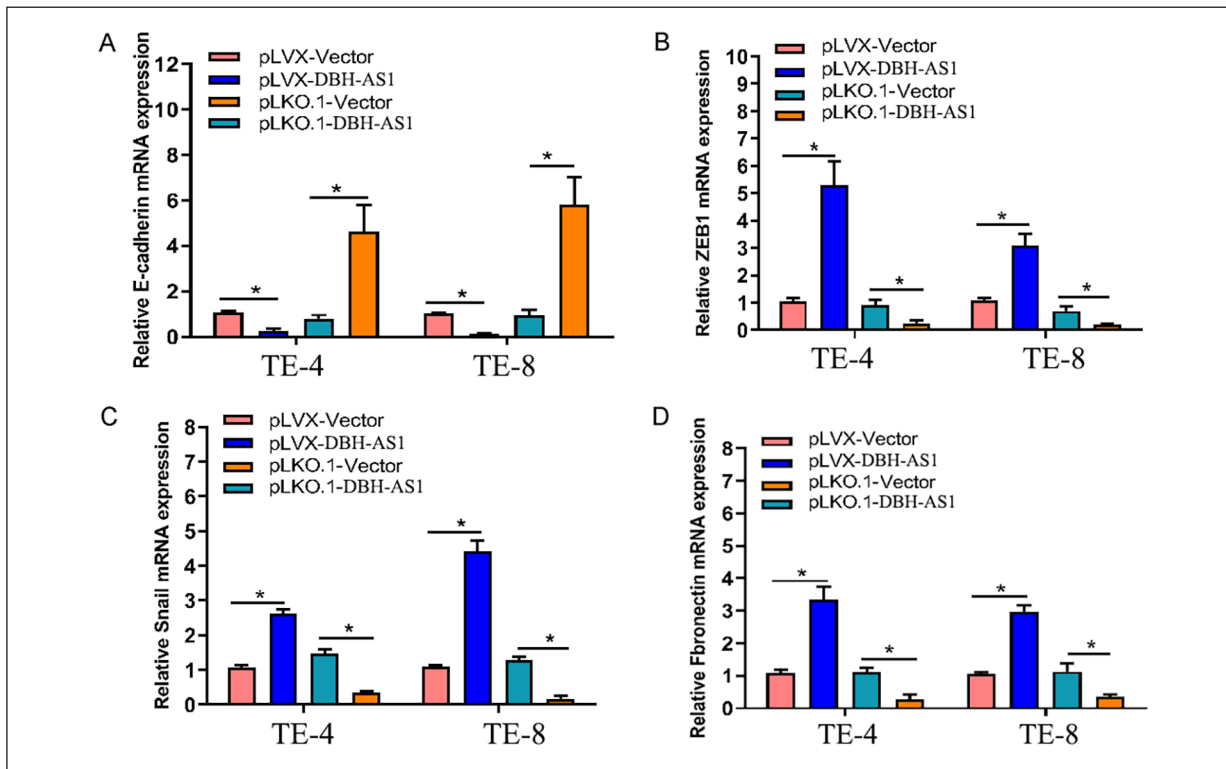 A
pLVX-Vector
pLVX-DBH-AS1
pLKO.1-Vector
pLKO.1-DBH-AS1
Relative E-cadherin mRNA expression
12
10
8
6
4
2
0
*
*
*
*
TE-4
TE-8
B
pLVX-Vector
pLVX-DBH-AS1
pLKO.1-Vector
pLKO.1-DBH-AS1
Relative ZEB1 mRNA expression
10
9
8
7
6
5
4
3
2
1
0
*
*
*
*
TE-4
TE-8
C
pLVX-Vector
pLVX-DBH-AS1
pLKO.1-Vector
pLKO.1-DBH-AS1
Relative Snail mRNA expression
8
7
6
5
4
3
2
1
0
*
*
*
*
TE-4
TE-8
D
pLVX-Vector
pLVX-DBH-AS1
pLKO.1-Vector
pLKO.1-DBH-AS1
Relative Fbronectin mRNA expression
8
7
6
5
4
3
2
1
0
*
*
*
*
TE-4
TE-8